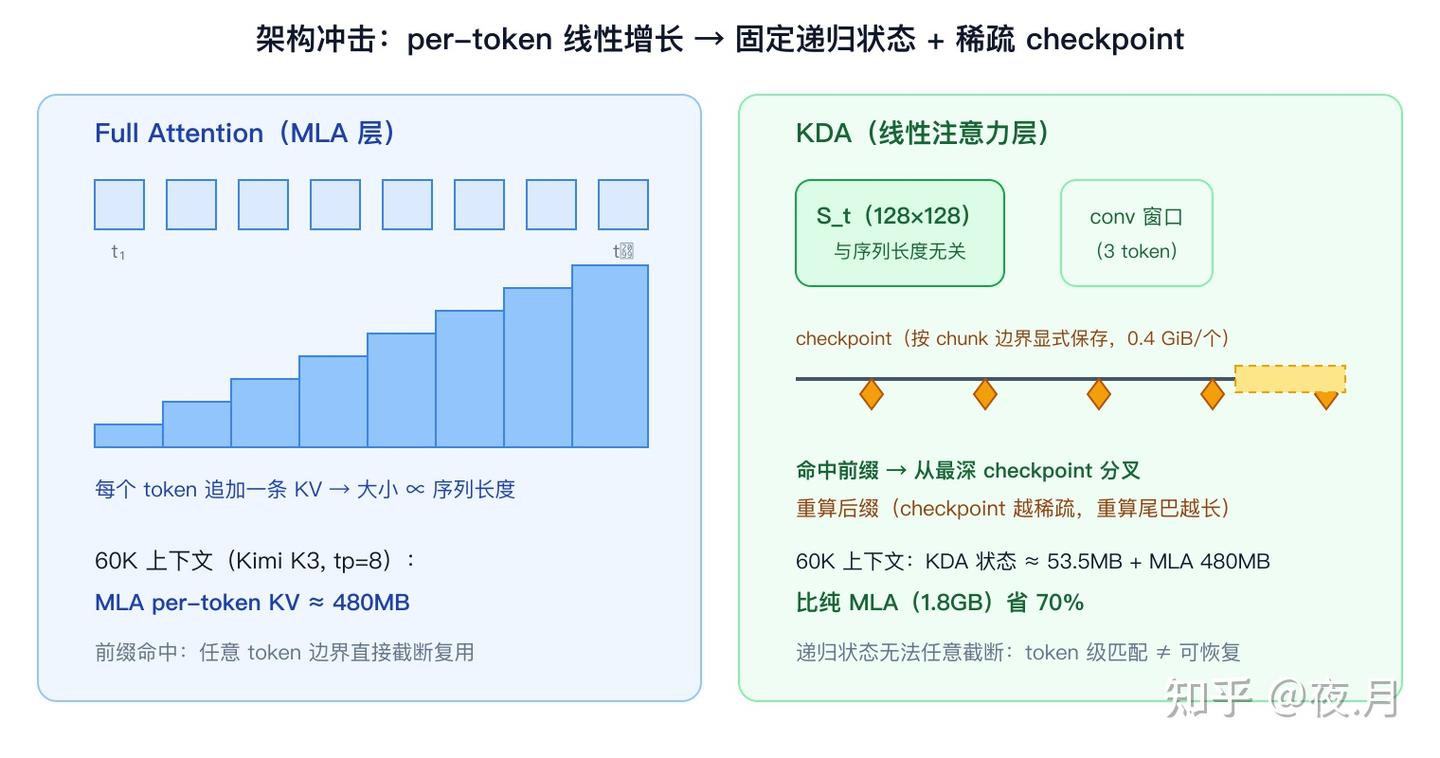 架构冲击：per-token 线性增长 → 固定递归状态 + 稀疏 checkpoint
Full Attention（MLA 层）
t₁
t
每个 token 追加一条 KV → 大小 ∝ 序列长度
60K 上下文（Kimi K3, tp=8）：
MLA per-token KV ≈ 480MB
前缀命中：任意 token 边界直接截断复用
KDA（线性注意力层）
S_t（128×128）
与序列长度无关
conv 窗口
（3 token）
checkpoint（按 chunk 边界显式保存，0.4 GiB/个）
命中前缀 → 从最深 checkpoint 分叉
重算后缀（checkpoint 越稀疏，重算尾巴越长）
60K 上下文：KDA 状态 ≈ 53.5MB + MLA 480MB
比纯 MLA（1.8GB）省 70%
递归状态无法任意截断：token 级匹配 ≠ 可恢复
知乎 @夜.月